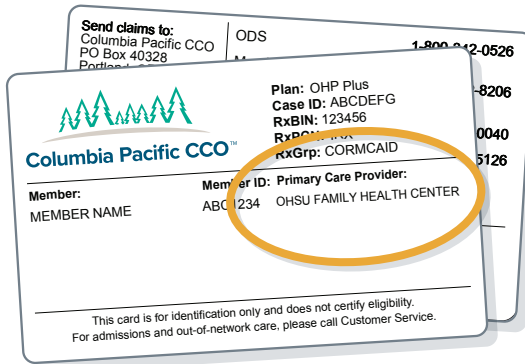 Send claims to:
Columbia Pacific CCO
PO Box 40328
ODS
0526
-8206
0040
5126
Columbia Pacific CCO™
Plan: OHP Plus
Case ID: ABCDEFG
RxBIN: 123456
RxGrp: CORMCAID
Member:
MEMBER NAME
Member ID:
1234
Primary Care Provider:
OHSU FAMILY HEALTH CENTER
This card is for identification only and does not certify eligibility.
For admissions and out-of-network care, please call Customer Service.